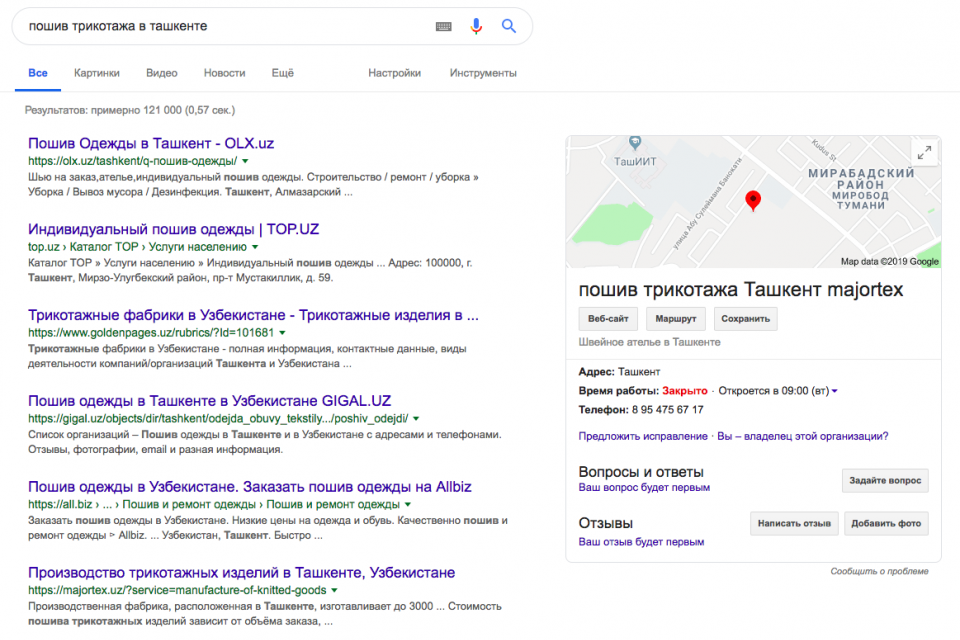 пошив трикотажа в ташкенте
Все Картинки Видео Новости Ещё Настройки Инструменты
Результатов: примерно 121 000 (0,57 сек.)
Пошив Одежды в Ташкент - OLX.uz
https://olx.uz/tashkent/q-пошив-одежды/
Шью на заказ,ателье,индивидуальный пошив одежды. Строительство / ремонт / уборка »
Уборка / Вывоз мусора / Дезинфекция. Ташкент, Алмазарский ...
Индивидуальный пошив одежды | TOP.UZ
top.uz › Каталог TOP › Услуги населению
Каталог TOP » Услуги населению » Индивидуальный пошив одежды ... Адрес: 100000, г.
Ташкент, Мирзо-Улугбекский район, пр-т Мустакиллик, д. 59.
Трикотажные фабрики в Узбекистане - Трикотажные изделия в ...
https://www.goldenpages.uz/rubrics/?Id=101681
Трикотажные фабрики в Узбекистане - полная информация, контактные данные, виды
деятельности компаний/организаций Ташкента и Узбекистана ...
Пошив одежды в Ташкенте в Узбекистане GIGAL.UZ
https://gigal.uz/objects/dir/tashkent/odejda_obuvy_tekstily.../poshiv_odejdi/
Список организаций – Пошив одежды в Ташкенте и в Узбекистане с адресами и телефонами.
Отзывы, фотографии, email и разная информация.
Пошив одежды в Узбекистане. Заказать пошив одежды на Allbiz
https://all.biz › ... › Пошив и ремонт одежды › Пошив и ремонт одежды
Заказать пошив одежды в Узбекистане. Низкие цены на одежда и обувь. Качественно пошив и
ремонт одежды ➣ Allbiz. ... Узбекистан, Ташкент. Быстро ...
Производство трикотажных изделий в Ташкенте, Узбекистане
https://majortex.uz/?service=manufacture-of-knitted-goods
Производственная фабрика, расположенная в Ташкенте, изготавливает до 3000 ... Стоимость
пошива трикотажных изделий зависит от объёма заказа, ...
ТашИИТ
Kudus St
улица Абу Сулеймана Банокати
МИРАБАДСКИЙ
РАЙОН
МИРОБОД
ТУМАНИ
Map data ©2019 Google
пошив трикотажа Ташкент majortex
Веб-сайт Маршрут Сохранить
Швейное ателье в Ташкенте
Адрес: Ташкент
Время работы: Закрыто · Откроется в 09:00 (вт)
Телефон: 8 95 475 67 17
Предложить исправление · Вы – владелец этой организации?
Вопросы и ответы
Ваш вопрос будет первым
Задайте вопрос
Отзывы
Ваш отзыв будет первым
Написать отзыв Добавить фото
Сообщить о проблеме